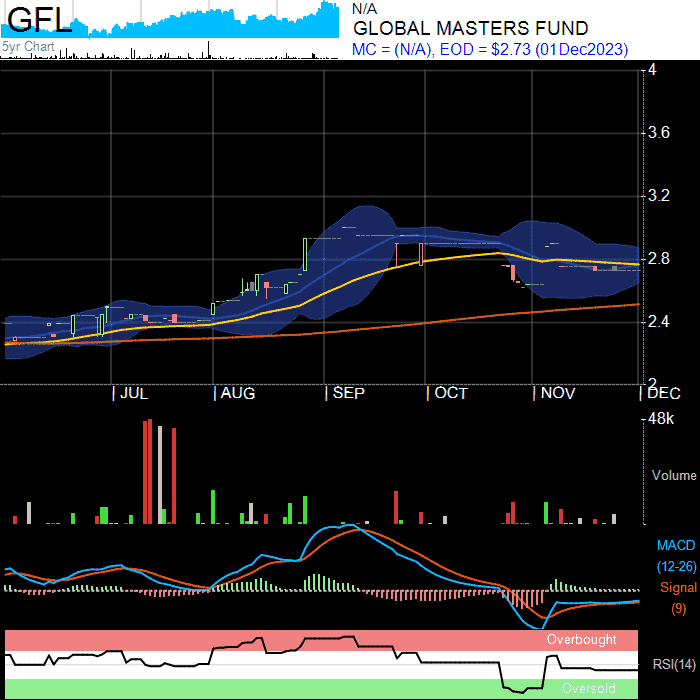 GFL
5yr Chart
N/A
GLOBAL MASTERS FUND
MC = (N/A), EOD = $2.73 (01Dec2023)
4
3.6
3.2
2.8
2.4
2
JUL AUG SEP OCT NOV DEC
48k
Volume
MACD
(12-26)
Signal
(9)
Overbought
RSI(14)
Oversold